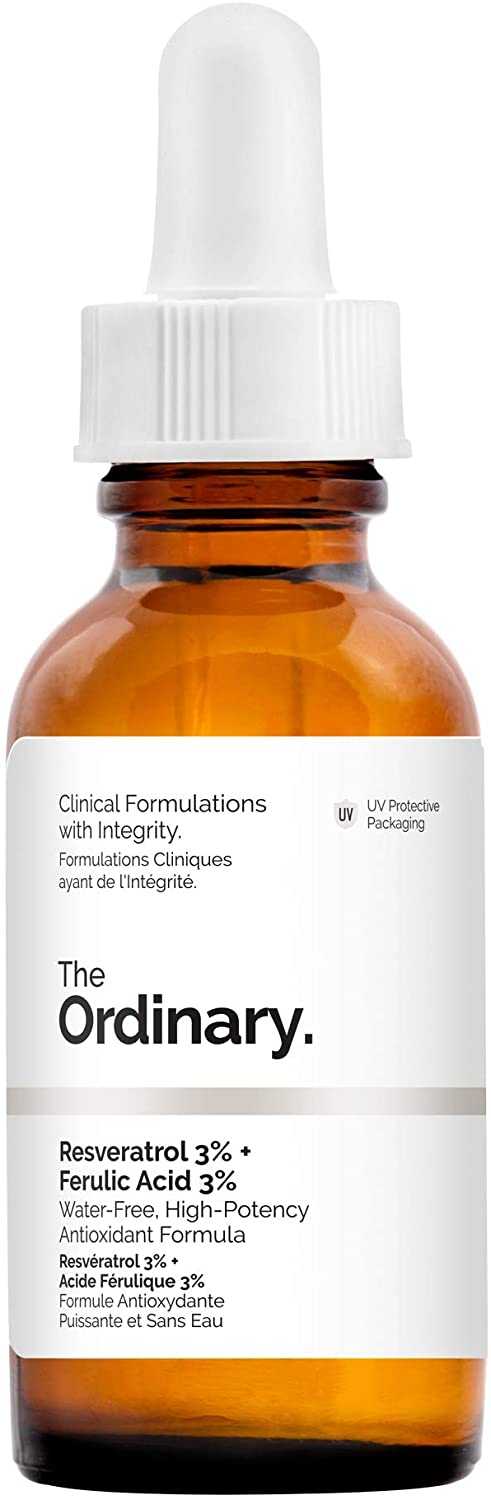 Clinical Formulations
with Integrity.
Formulations Cliniques
ayant de l'Intégrité.
UV
UV Protective
Packaging
The
Ordinary.
Resveratrol 3% +
Ferulic Acid 3%
Water-Free, High-Potency
Antioxidant Formula
Resvératrol 3% +
Acide Férulique 3%
Formule Antioxydante
Puissante et Sans Eau